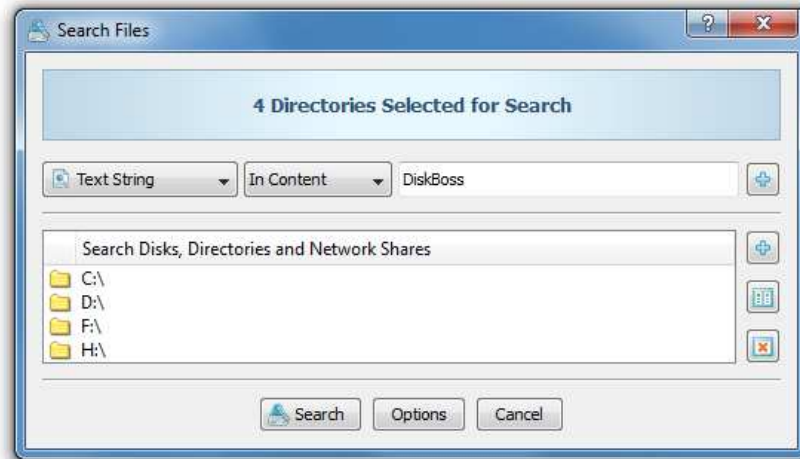 Search Files
4 Directories Selected for Search
Text String In Content DiskBoss
Search Disks, Directories and Network Shares
C:\
D:\
F:\
H:\
Search Options Cancel